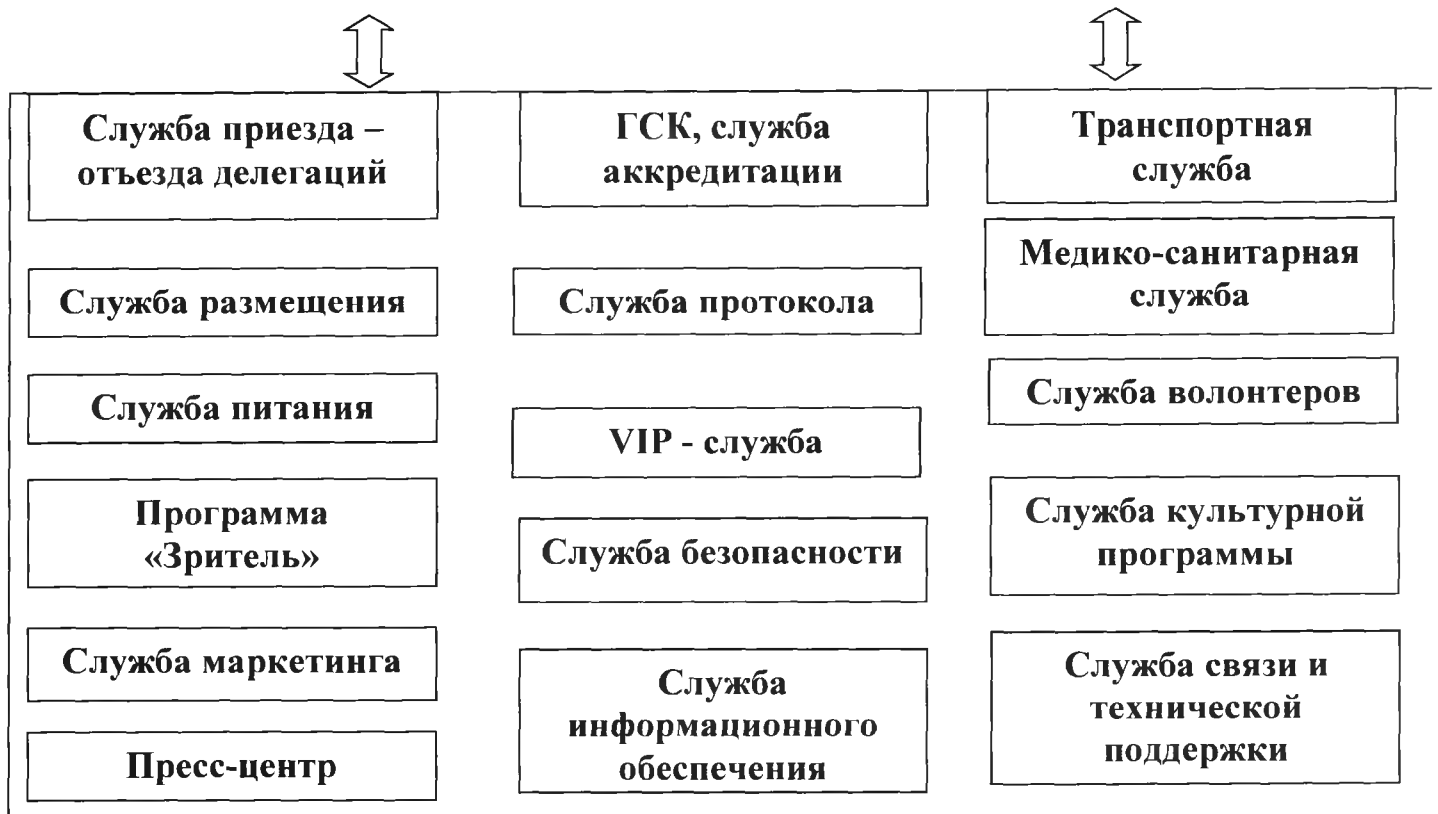 Служба приезда –
отъезда делегаций
Служба размещения
Служба питания
Программа
«Зритель»
Служба маркетинга
Пресс-центр
ГСК, служба
аккредитации
Служба протокола
VIP - служба
Служба безопасности
Служба
информационного
обеспечения
Транспортная
служба
Медико-санитарная
служба
Служба волонтеров
Служба культурной
программы
Служба связи и
технической
поддержки